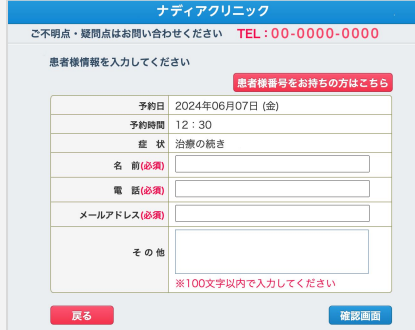 ナディアクリニック
ご不明点・疑問点はお問い合わせください TEL：00-0000-0000
患者様情報を入力してください
患者様番号をお持ちの方はこちら
予約日 2024年06月07日 (金)
予約時間 12：30
症 状 治療の続き
名 前(必須)
電 話(必須)
メールアドレス(必須)
その他
※100文字以内で入力してください
戻る 確認画面